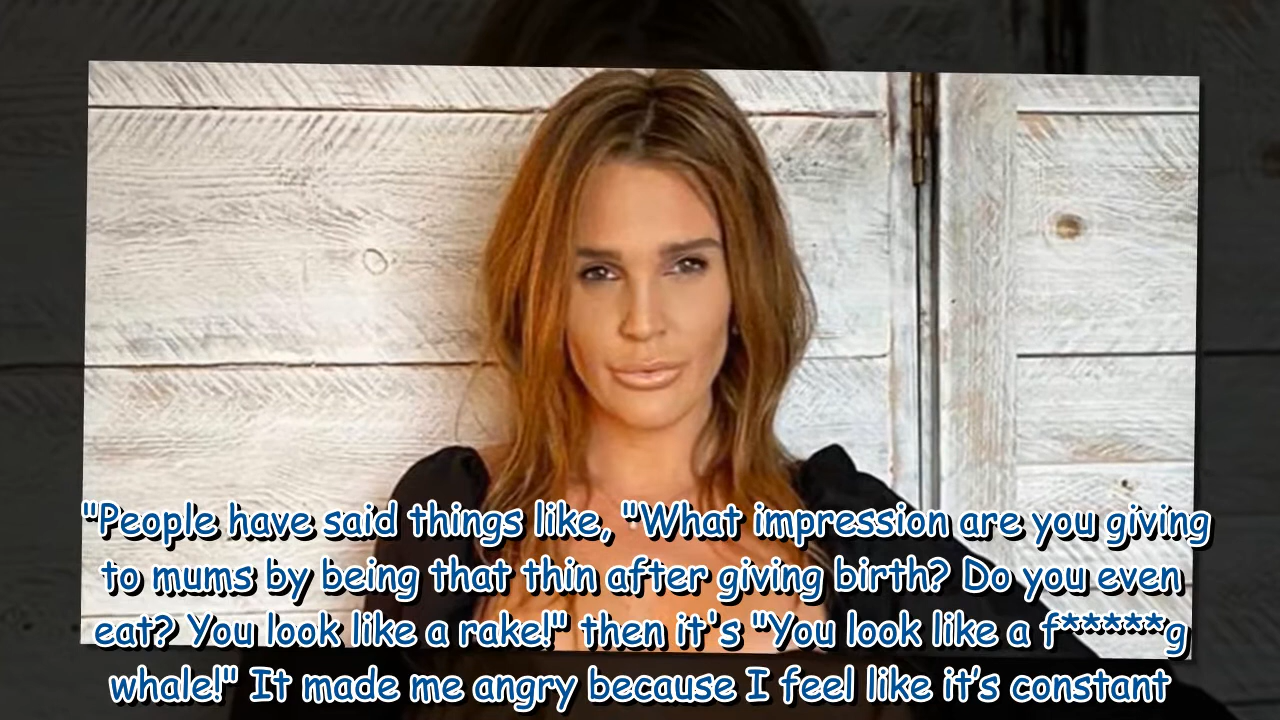 "People have said things like, "What impression are you giving
to mums by being that thin after giving birth? Do you even
eat? You look like a rake!" then it's "You look like a f*****g
whale!" It made me angry because I feel like it’s constant